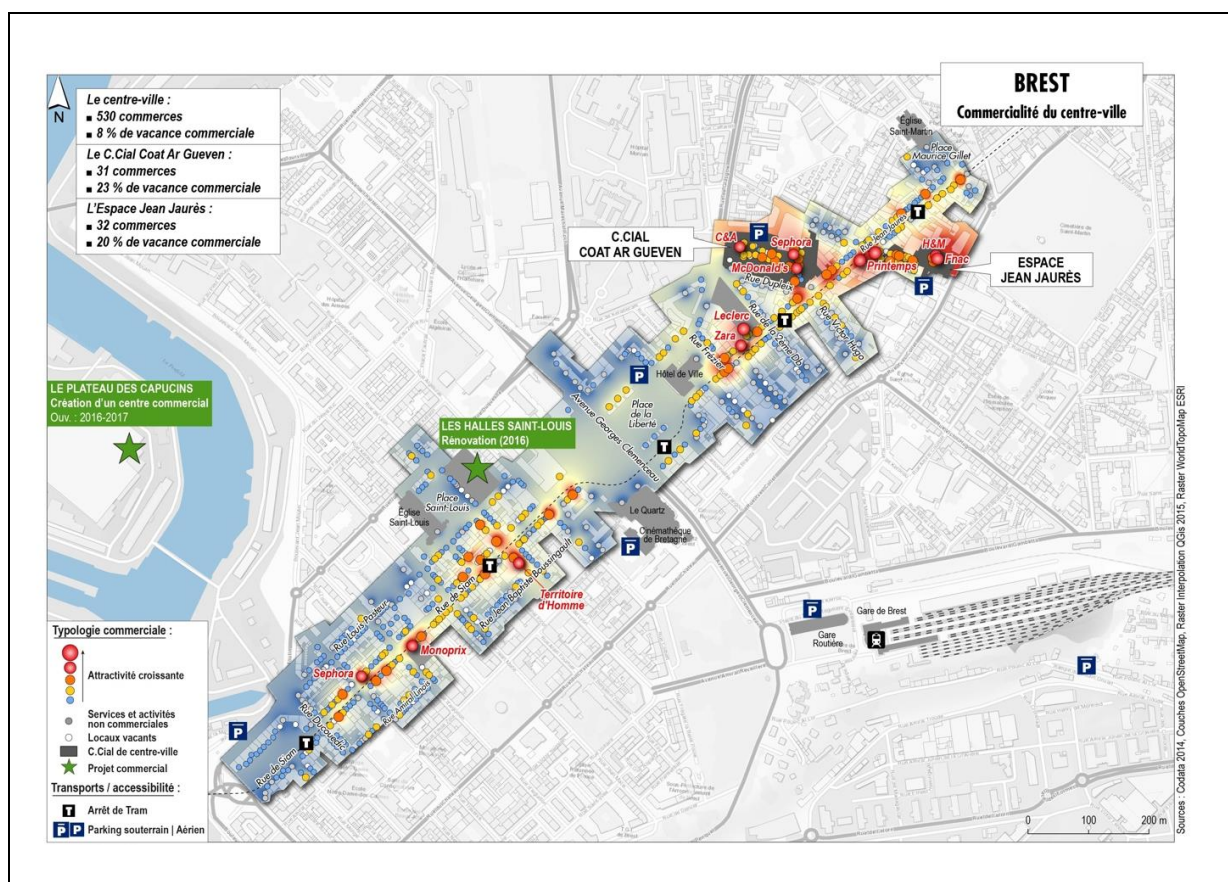 BREST
Commercialité du centre-ville
N
Le centre-ville :
■ 530 commerces
■ 8 % de vacance commerciale
Le C.Cial Coat Ar Gueven :
■ 31 commerces
■ 23 % de vacance commerciale
L'Espace Jean Jaurès :
■ 32 commerces
■ 20 % de vacance commerciale
Église
Saint-Martin
Place
Maurice Gillet
T
Rue Jean Jaurès
C.CIAL
COAT AR GUEVEN
C&A
P
Sephora
McDonald's
Rue Dupleix
H&M
Fnac
Printemps
P
ESPACE
JEAN JAURÈS
Leclerc
Zara
T
Rue de la 2ème Db
Rue Victor Hugo
Rue Frézier
P
Hôtel de Ville
Place
de la
Liberté
Avenue Georges Clemenceau
T
LE PLATEAU DES CAPUCINS
Création d'un centre commercial
Ouv. : 2016-2017
LES HALLES SAINT-LOUIS
Rénovation (2016)
Place
Saint-Louis
Église
Saint-Louis
Le Quartz
Cinémathèque
de Bretagne
P
T
Rue de Siam
Rue Jean Baptiste Boussingault
Territoire
d'Homme
Rue Louis Pasteur
Monoprix
Sephora
Rue Amiral Linois
Rue Ducouëdic
P
T
Rue de Siam
P
Gare
Routière
Gare de Brest
P
Typologie commerciale :
Attractivité croissante
Services et activités
non commerciales
Locaux vacants
C.Cial de centre-ville
Projet commercial
Transports / accessibilité :
T Arrêt de Tram
P P Parking souterrain | Aérien
0 100 200 m
Sources : Codata 2014, Couches OpenStreetMap, Raster Interpolation QGis 2015, Raster WorldTopoMap ESRI